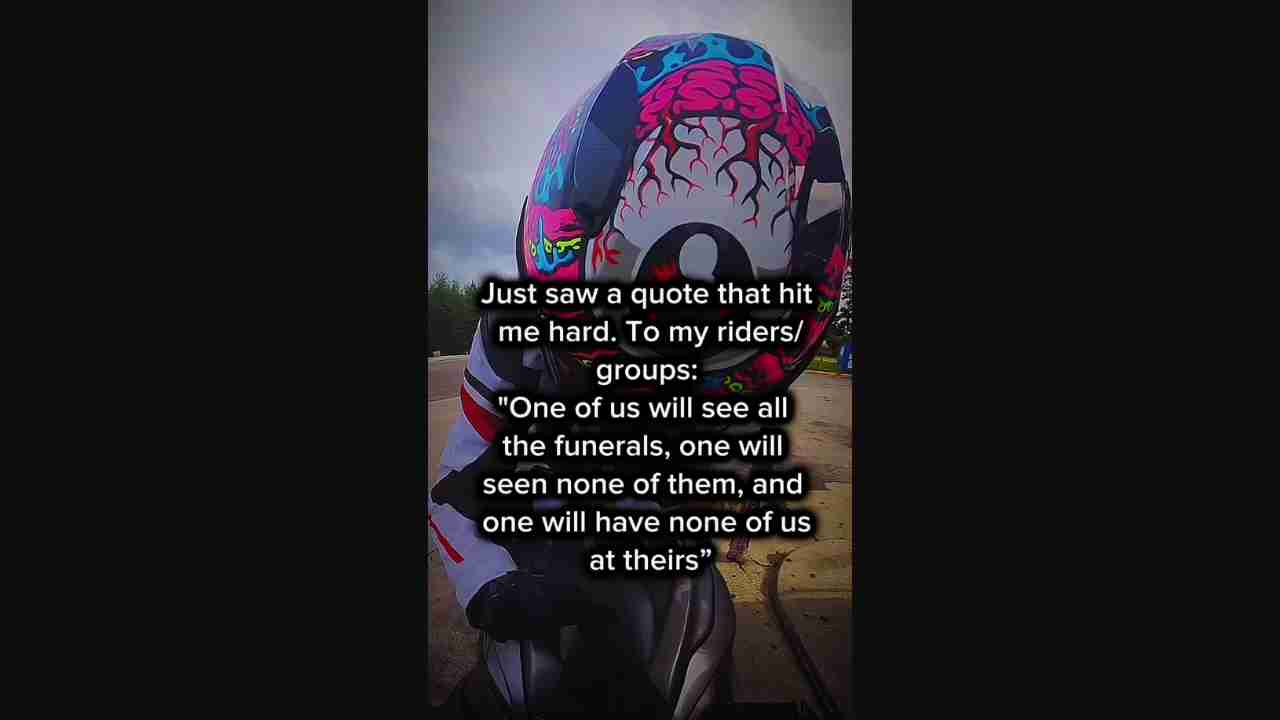 Just saw a quote that hit
me hard. To my riders/
groups:
"One of us will see all
the funerals, one will
seen none of them, and
one will have none of us
at theirs”